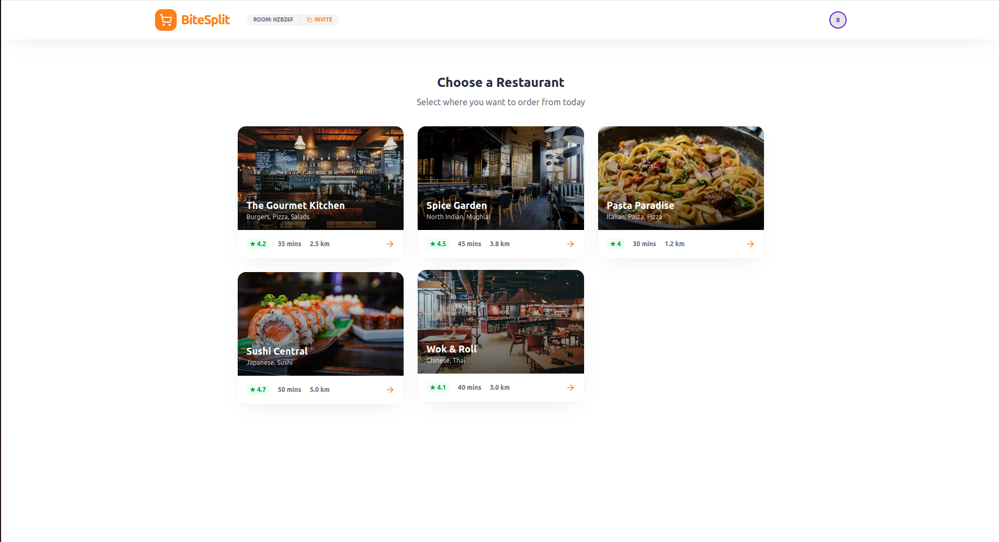 BiteSplit
ROOM: HZBZ6F
INVITE
R
Choose a Restaurant
Select where you want to order from today
The Gourmet Kitchen
Burgers, Pizza, Salads
★ 4.2 35 mins 2.5 km
Spice Garden
North Indian, Mughlai
★ 4.5 45 mins 3.8 km
Pasta Paradise
Italian, Pasta, Pizza
★ 4 30 mins 1.2 km
Sushi Central
Japanese, Sushi
★ 4.7 50 mins 5.0 km
Wok & Roll
Chinese, Thai
★ 4.1 40 mins 3.0 km